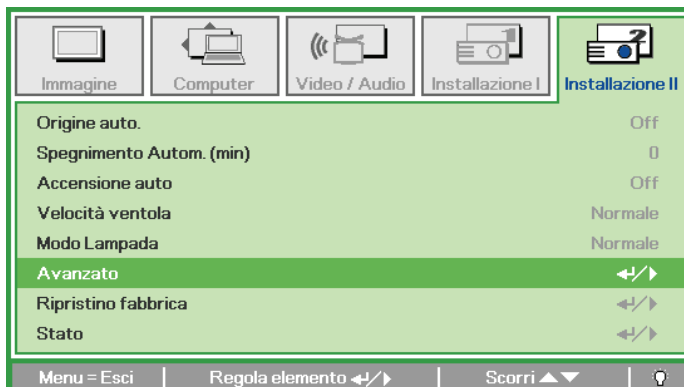 Immagine Computer Video / Audio Installazione I Installazione II
Origine auto. Off
Spegnimento Autom. (min) 0
Accensione auto Off
Velocità ventola Normale
Modo Lampada Normale
Avanzato
Ripristino fabbrica
Stato
Menu = Esci Regola elemento Scorri